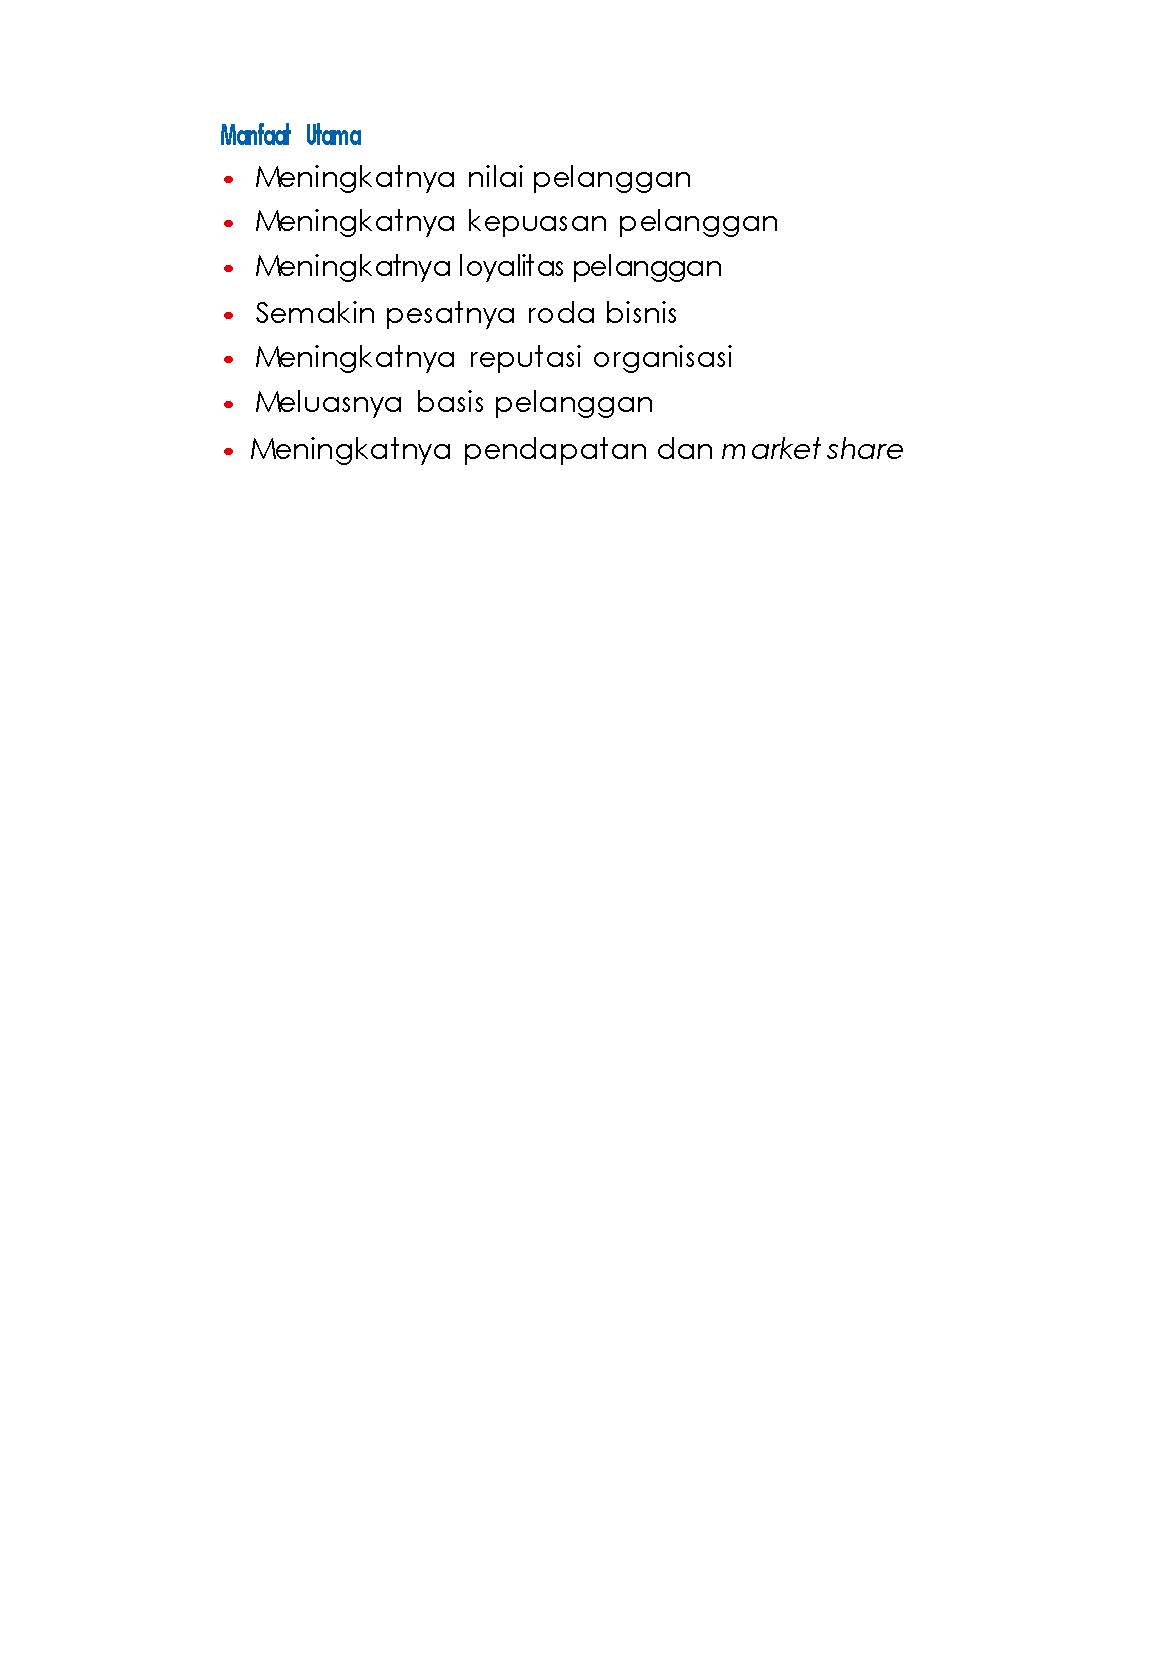 Manfaat Utama
• Meningkatnya nilai pelanggan
• Meningkatnya kepuasan pelanggan
• Meningkatnya loyalitas pelanggan
• Semakin pesatnya roda bisnis
• Meningkatnya reputasi organisasi
• Meluasnya basis pelanggan
• Meningkatnya pendapatan dan market share